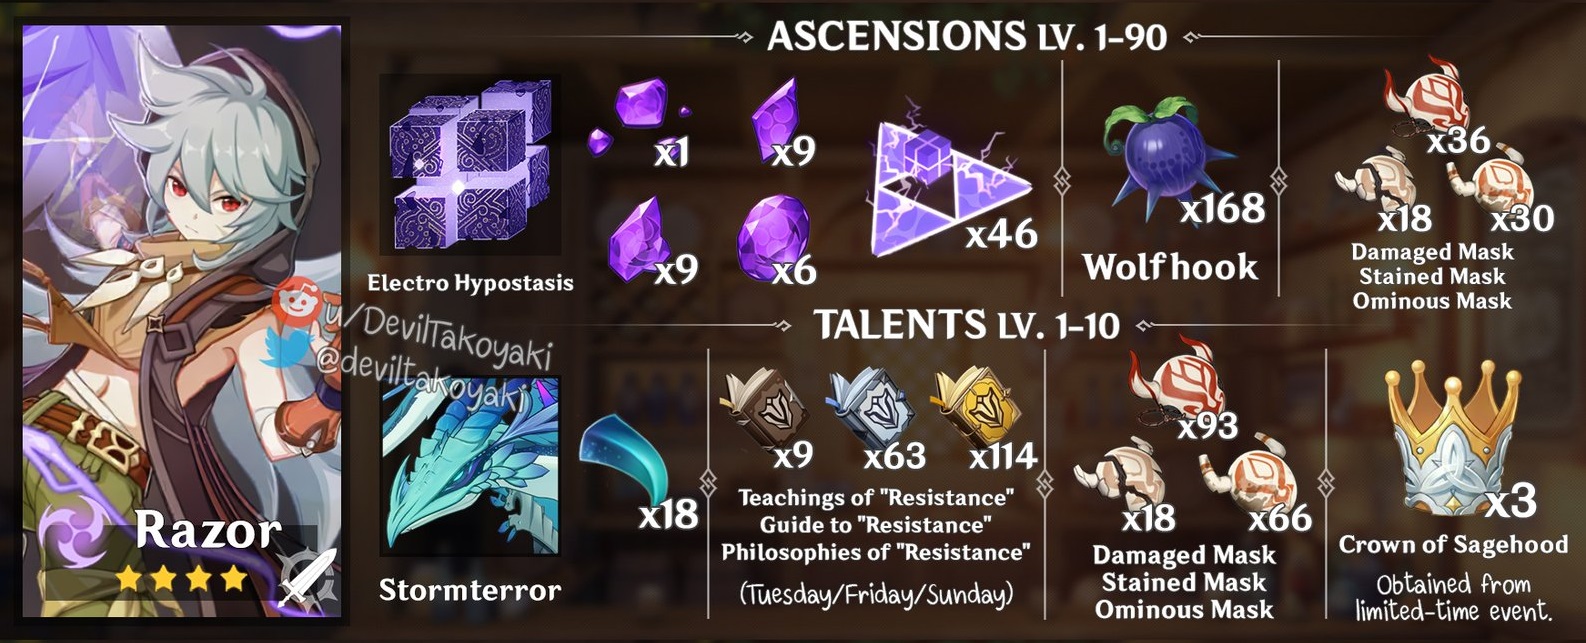 ASCENSIONS LV. 1-90
x1
x9
x9
x6
x46
x168
x36
x18
x30
Electro Hypostasis
Wolfhook
Damaged Mask
Stained Mask
Ominous Mask
u/DevilTakoyaki
@deviltakoyaki
TALENTS LV. 1-10
x18
x9
x63
x114
x93
x18
x66
x3
Teachings of "Resistance"
Guide to "Resistance"
Philosophies of "Resistance"
(Tuesday/Friday/Sunday)
Damaged Mask
Stained Mask
Ominous Mask
Crown of Sagehood
Obtained from
limited-time event.
Razor
Stormterror